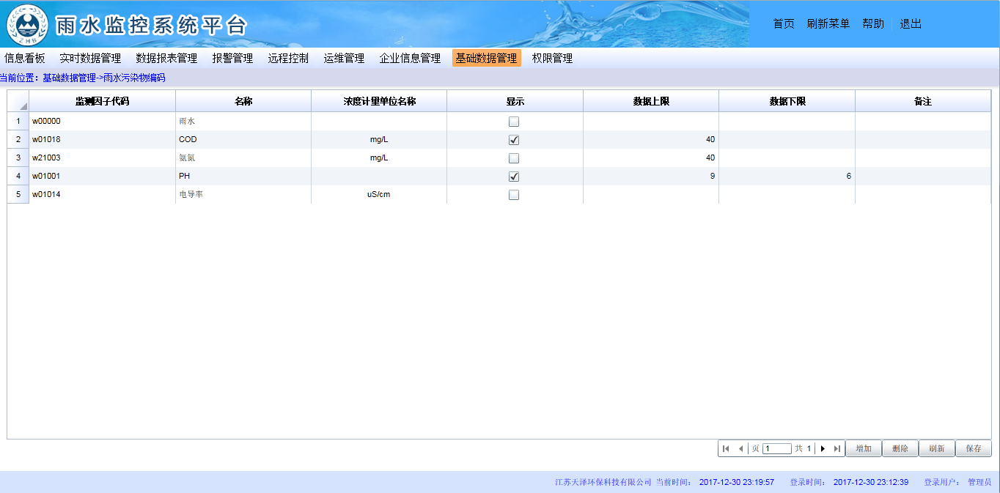 ZHB
雨水监控系统平台
首页 刷新菜单 帮助 退出
信息看板 实时数据管理 数据报表管理 报警管理 远程控制 运维管理 企业信息管理 基础数据管理 权限管理
当前位置：基础数据管理->雨水污染物编码
监测因子代码 名称 浓度计量单位名称 显示 数据上限 数据下限 备注
1 w00000 雨水
2 w01018 COD mg/L 40
3 w21003 氨氮 mg/L 40
4 w01001 PH 9 6
5 w01014 电导率 uS/cm
页 1 共 1 增加 删除 刷新 保存
江苏天泽环保科技有限公司 当前时间： 2017-12-30 23:19:57 登录时间： 2017-12-30 23:12:39 登录用户： 管理员